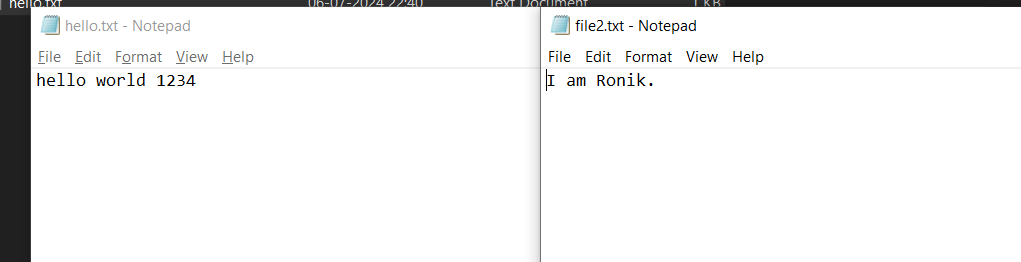 hello.txt 06-07-2024 22:40 Text Document 1 KB
hello.txt - Notepad
File Edit Format View Help
hello world 1234
file2.txt - Notepad
File Edit Format View Help
I am Ronik.